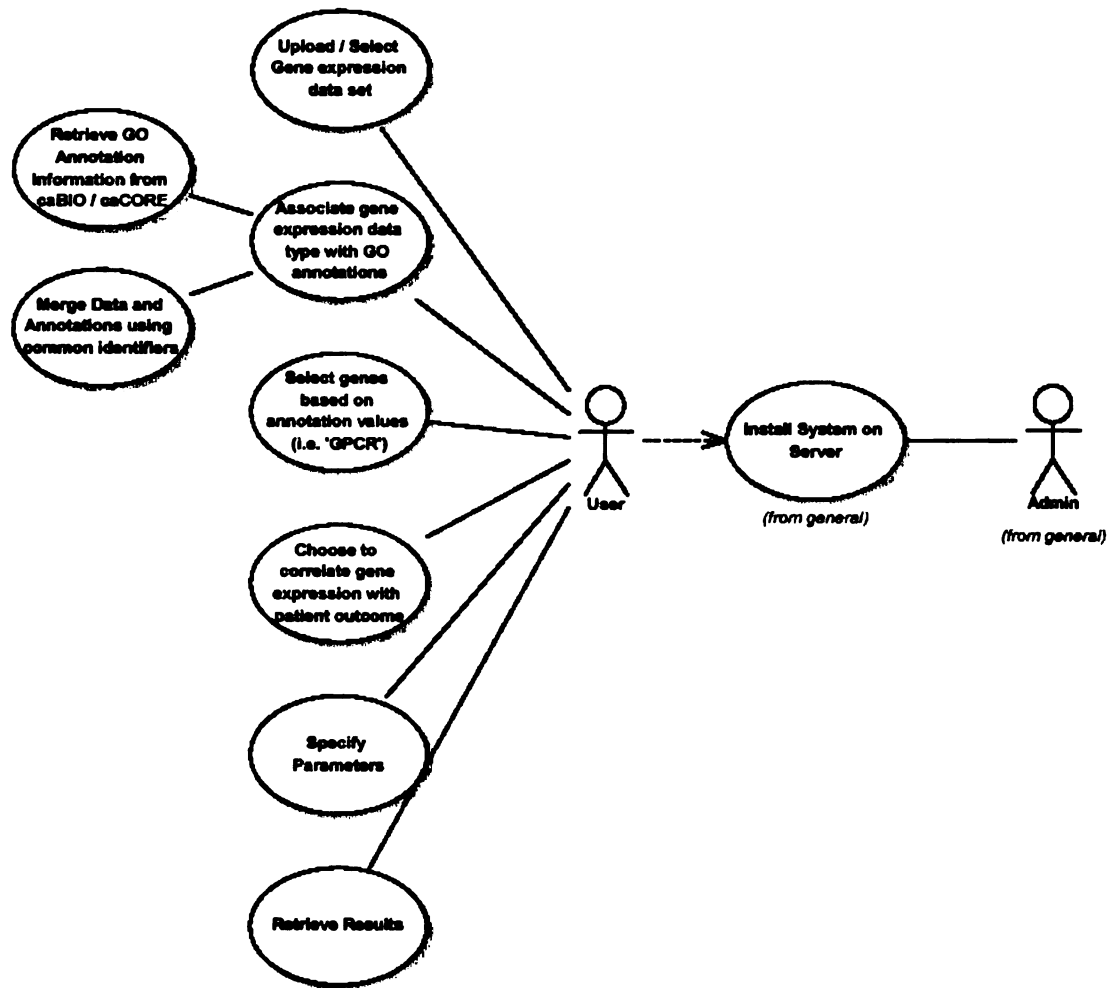 Upload / Select
Gene expression
data set
Retrieve GO
Annotation
Information from
caBIO / caCORE
Associate gene
expression data
type with GO
annotations
Merge Data and
Annotations using
common identifiers
Select genes
based on
annotation values
(i.e. 'GPCR')
User
Install System on
Server
(from general)
Admin
(from general)
Choose to
correlate gene
expression with
patient outcome
Specify
Parameters
Retrieve Results